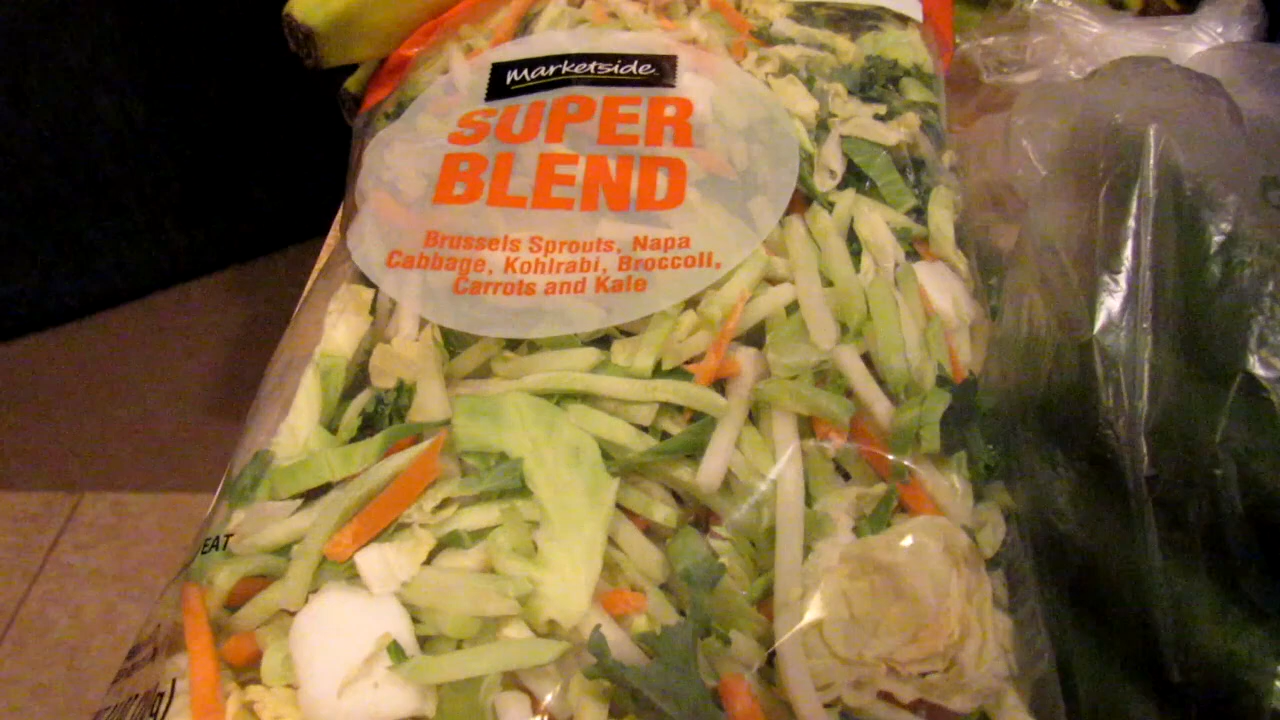 Marketside
SUPER
BLEND
Brussels Sprouts, Napa
Cabbage, Kohlrabi, Broccoli,
Carrots and Kale
EAT